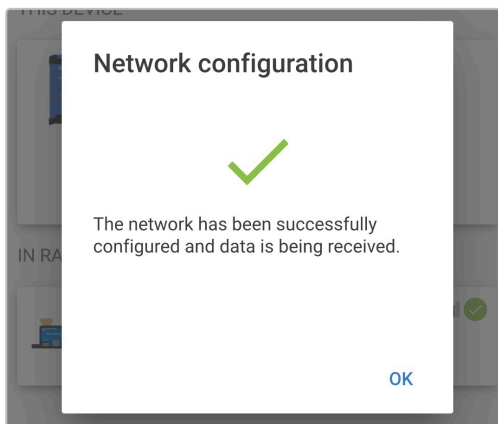 THIS DEVICE
Network configuration
The network has been successfully
configured and data is being received.
IN RA
OK